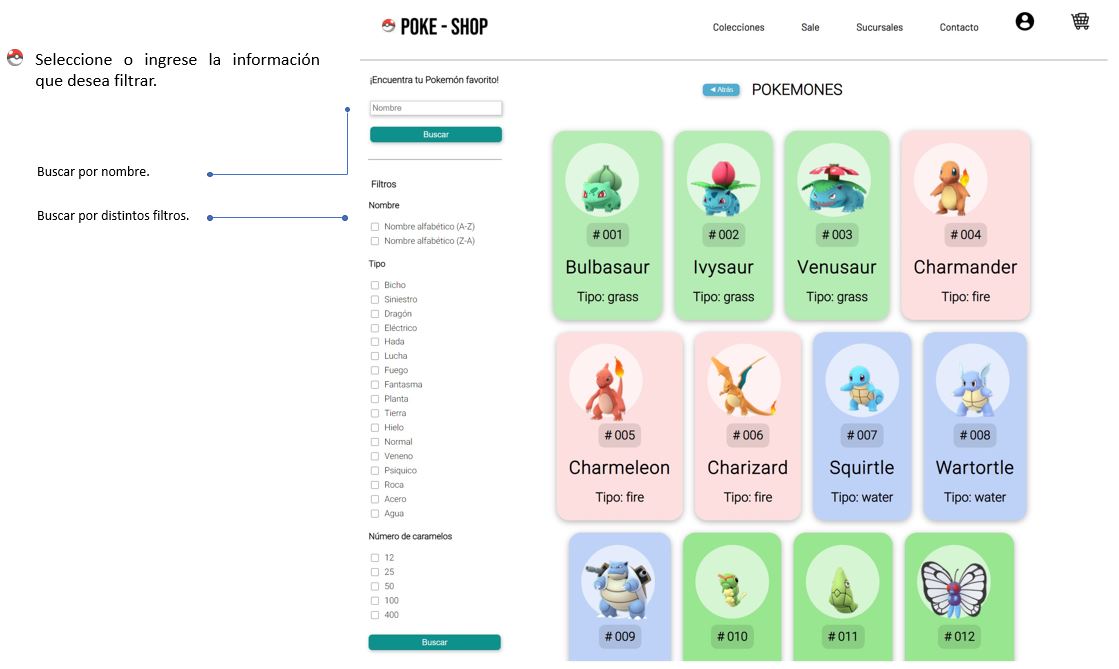 POKE - SHOP
Colecciones
Sale
Sucursales
Contacto
Seleccione o ingrese la información
que desea filtrar.
Buscar por nombre.
Buscar por distintos filtros.
¡Encuentra tu Pokemón favorito!
Nombre
Buscar
Filtros
Nombre
Nombre alfabético (A-Z)
Nombre alfabético (Z-A)
Tipo
Bicho
Siniestro
Dragón
Eléctrico
Hada
Lucha
Fuego
Fantasma
Planta
Tierra
Hielo
Normal
Veneno
Psiquico
Roca
Acero
Agua
Número de caramelos
12
25
50
100
400
Buscar
◀ Atrás
POKEMONES
# 001
Bulbasaur
Tipo: grass
# 002
Ivysaur
Tipo: grass
# 003
Venusaur
Tipo: grass
# 004
Charmander
Tipo: fire
# 005
Charmeleon
Tipo: fire
# 006
Charizard
Tipo: fire
# 007
Squirtle
Tipo: water
# 008
Wartortle
Tipo: water
# 009
# 010
# 011
# 012